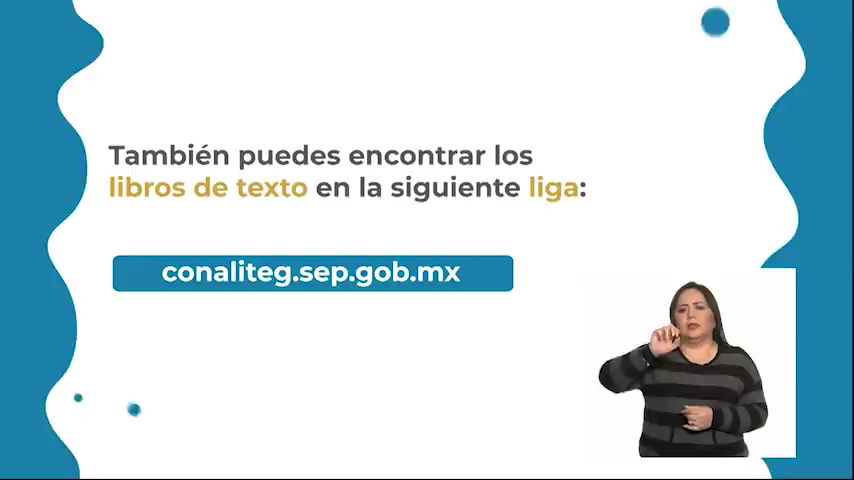 También puedes encontrar los
libros de texto en la siguiente liga:
conaliteg.sep.gob.mx